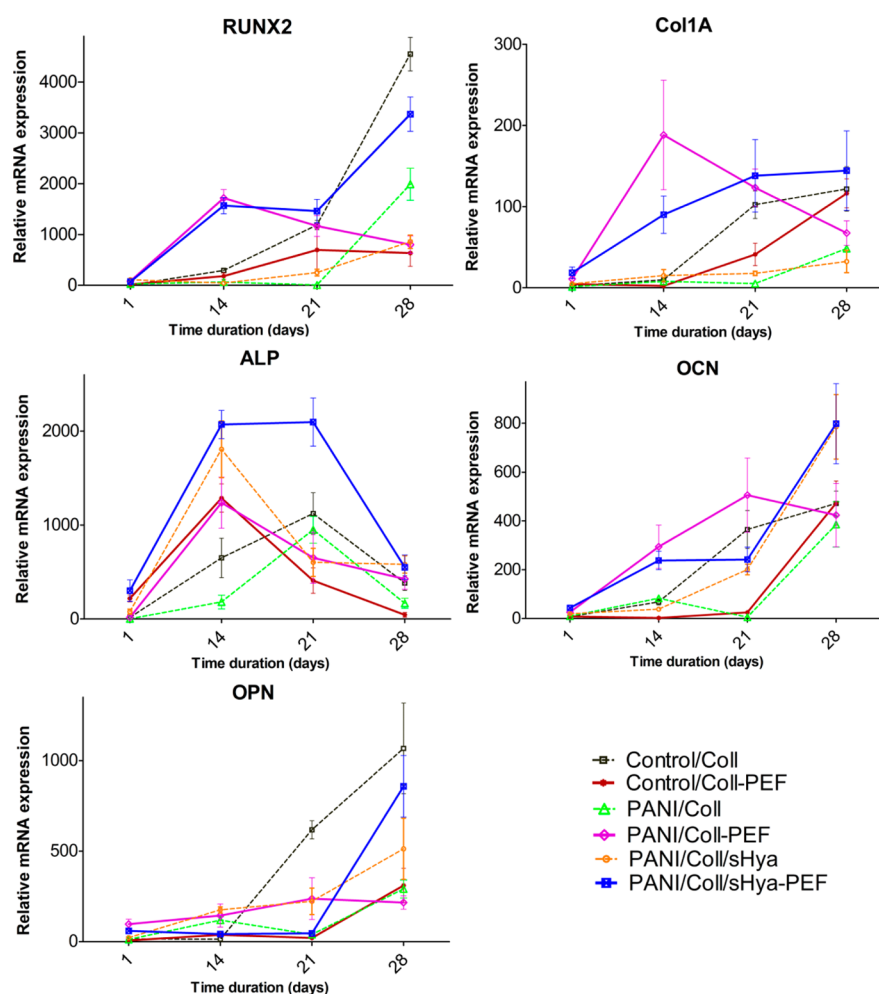 RUNX2
Relative mRNA expression
4000
3000
2000
1000
0
1
14
21
28
Time duration (days)
Col1A
Relative mRNA expression
300
200
100
0
1
14
21
28
Time duration (days)
ALP
Relative mRNA expression
2000
1000
0
1
14
21
28
Time duration (days)
OCN
Relative mRNA expression
800
600
400
200
0
1
14
21
28
Time duration (days)
OPN
Relative mRNA expression
1000
500
0
1
14
21
28
Time duration (days)
Control/Coll
Control/Coll-PEF
PANI/Coll
PANI/Coll-PEF
PANI/Coll/sHya
PANI/Coll/sHya-PEF